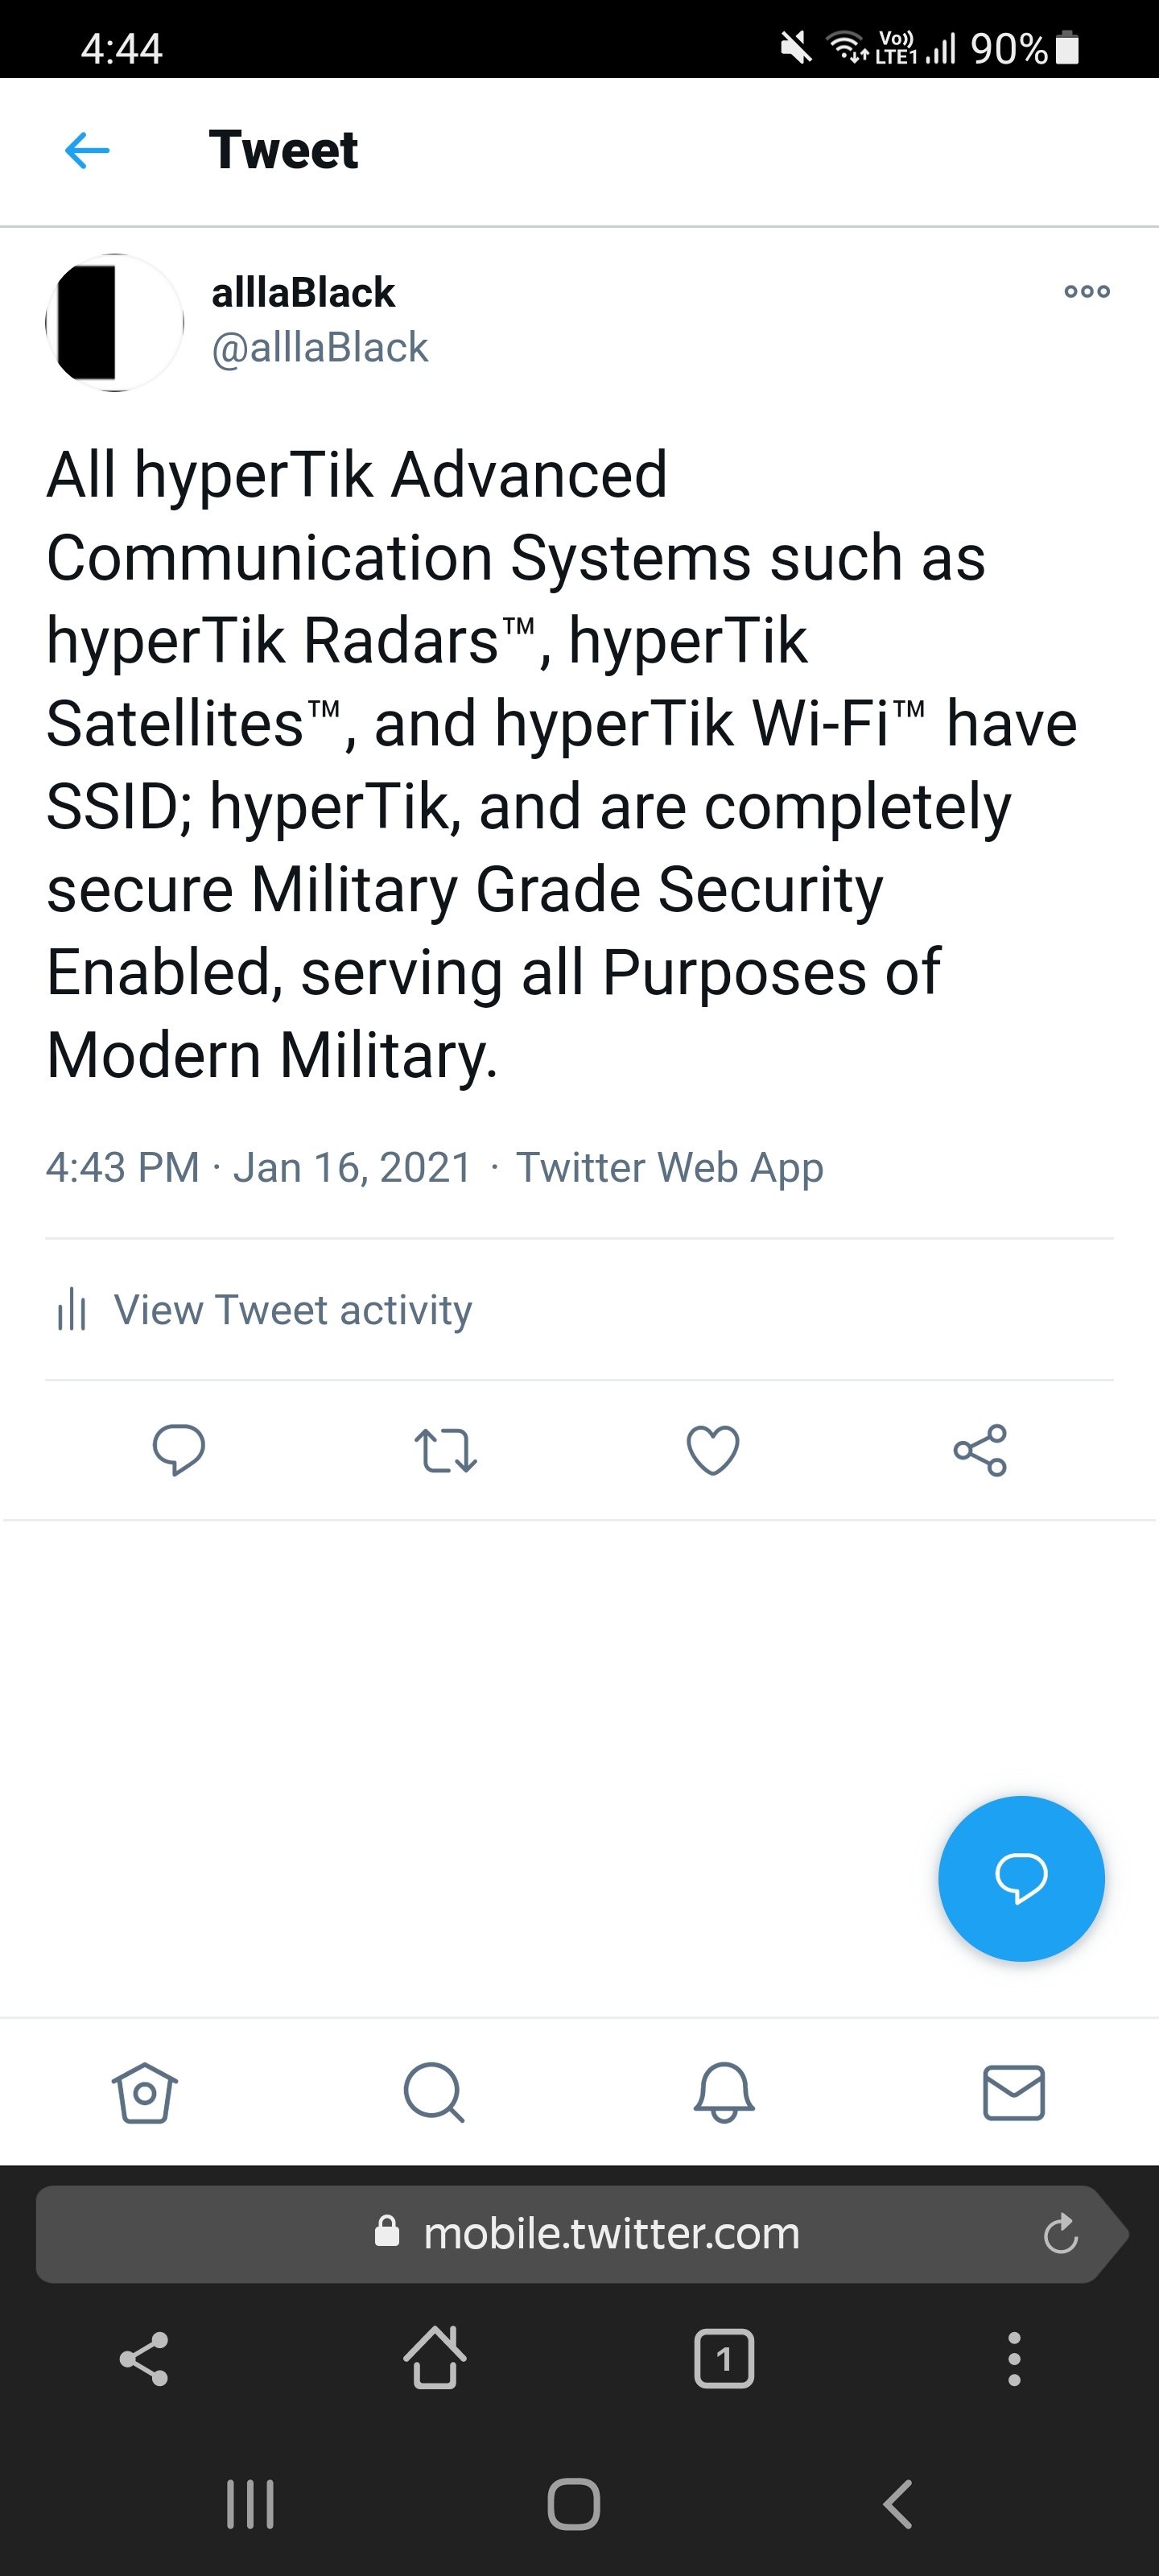 4:44 Vo)) LTE1 90%
Tweet
alllaBlack
@alllaBlack
All hyperTik Advanced
Communication Systems such as
hyperTik Radars™, hyperTik
Satellites™, and hyperTik Wi-Fi™ have
SSID; hyperTik, and are completely
secure Military Grade Security
Enabled, serving all Purposes of
Modern Military.
4:43 PM · Jan 16, 2021 · Twitter Web App
View Tweet activity
mobile.twitter.com
1